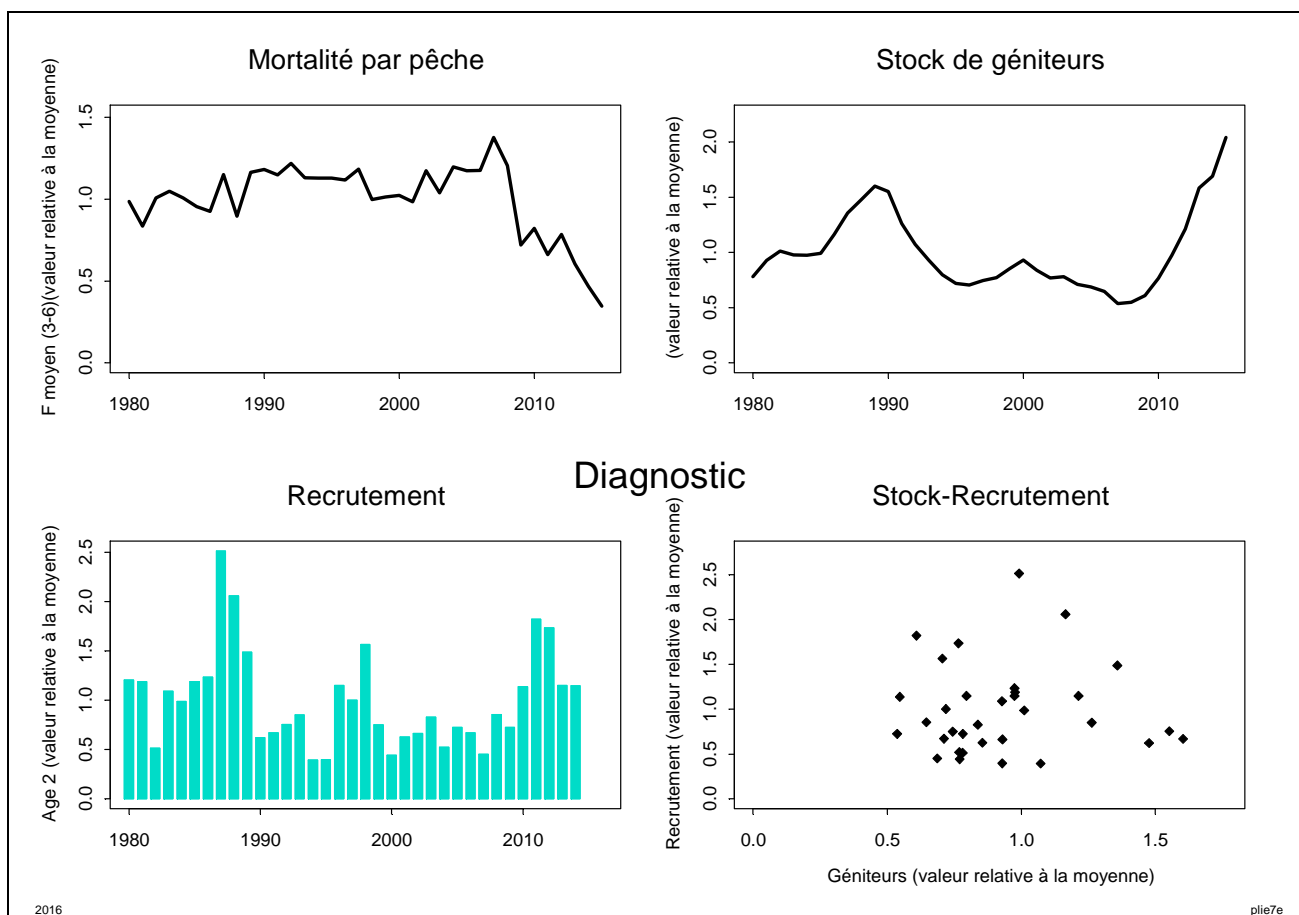 Mortalité par pêche
F moyen (3-6)(valeur relative à la moyenne)
0.0 0.5 1.0 1.5
1980 1990 2000 2010
Stock de géniteurs
(valeur relative à la moyenne)
0.0 0.5 1.0 1.5 2.0
1980 1990 2000 2010
Diagnostic
Recrutement
Age 2 (valeur relative à la moyenne)
0.0 0.5 1.0 1.5 2.0 2.5
1980 1990 2000 2010
Stock-Recrutement
Recrutement (valeur relative à la moyenne)
0.0 0.5 1.0 1.5 2.0 2.5
0.0 0.5 1.0 1.5
Géniteurs (valeur relative à la moyenne)
2016
plie7e